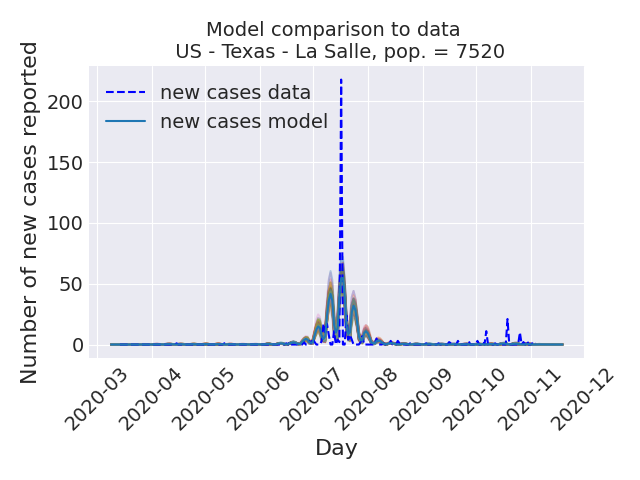 Model comparison to data
US - Texas - La Salle, pop. = 7520
Number of new cases reported
200
150
100
50
0
new cases data
new cases model
2020-03
2020-04
2020-05
2020-06
2020-07
2020-08
2020-09
2020-10
2020-11
2020-12
Day